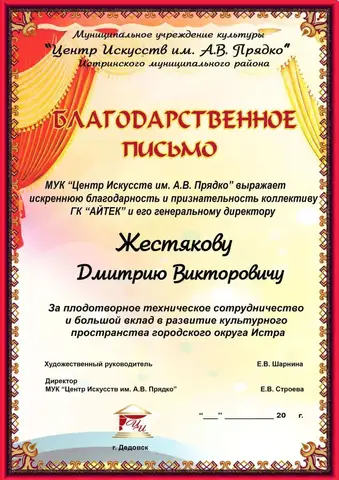 Муниципальное учреждение культуры
"Центр Искусств им. А.В. Прядко"
Истринского муниципального района
БЛАГОДАРСТВЕННОЕ
ПИСЬМО
МУК "Центр Искусств им. А.В. Прядко" выражает
искреннюю благодарность и признательность коллективу
ГК "АЙТЕК" и его генеральному директору
Жестякову
Дмитрию Викторовичу
За плодотворное техническое сотрудничество
и большой вклад в развитие культурного
пространства городского округа Истра
Художественный руководитель Е.В. Шарнина
Директор
МУК "Центр Искусств им. А.В. Прядко" Е.В. Строева
"___" ____________ 20 г.
ЦИ
г. Дедовск